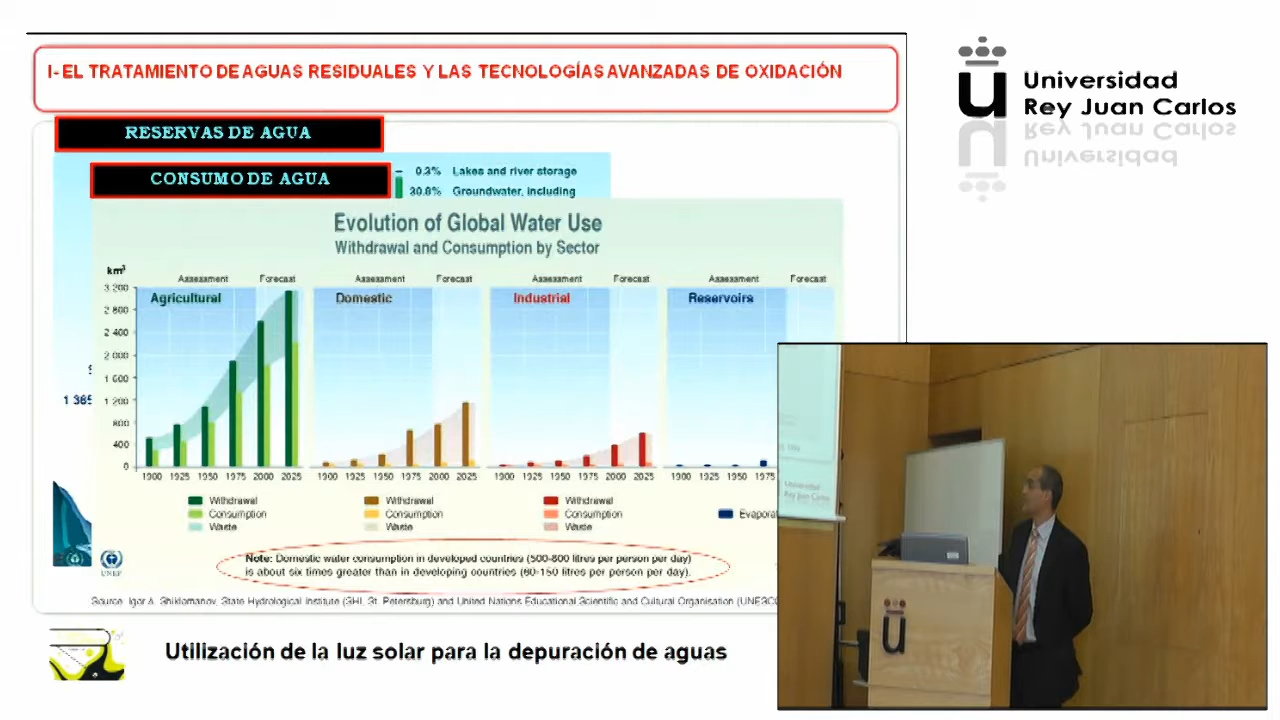 I- EL TRATAMIENTO DE AGUAS RESIDUALES Y LAS TECNOLOGÍAS AVANZADAS DE OXIDACIÓN
Universidad
Rey Juan Carlos
RESERVAS DE AGUA
CONSUMO DE AGUA
0.3% Lakes and river storage
30.8% Groundwater, including
Evolution of Global Water Use
Withdrawal and Consumption by Sector
km³
Assessment Forecast Assessment Forecast Assessment Forecast Assessment Forecast
Agricultural Domestic Industrial Reservoirs
3 200
2 800
2 400
2 000
1 600
1 200
800
400
0
1 365
1900 1925 1950 1975 2000 2025 1900 1925 1950 1975 2000 2025 1900 1925 1950 1975 2000 2025 1900 1925 1950 1975
Withdrawal Withdrawal Withdrawal
Consumption Consumption Consumption Evaporat
Waste Waste Waste
Note: Domestic water consumption in developed countries (500-800 litres per person per day)
is about six times greater than in developing countries (60-150 litres per person per day).
UNEP
Source: Igor A. Shiklomanov, State Hydrological Institute (SHI, St. Petersburg) and United Nations Educational Scientific and Cultural Organisation (UNESCO
Utilización de la luz solar para la depuración de aguas
Universidad
Rey Juan Carlos